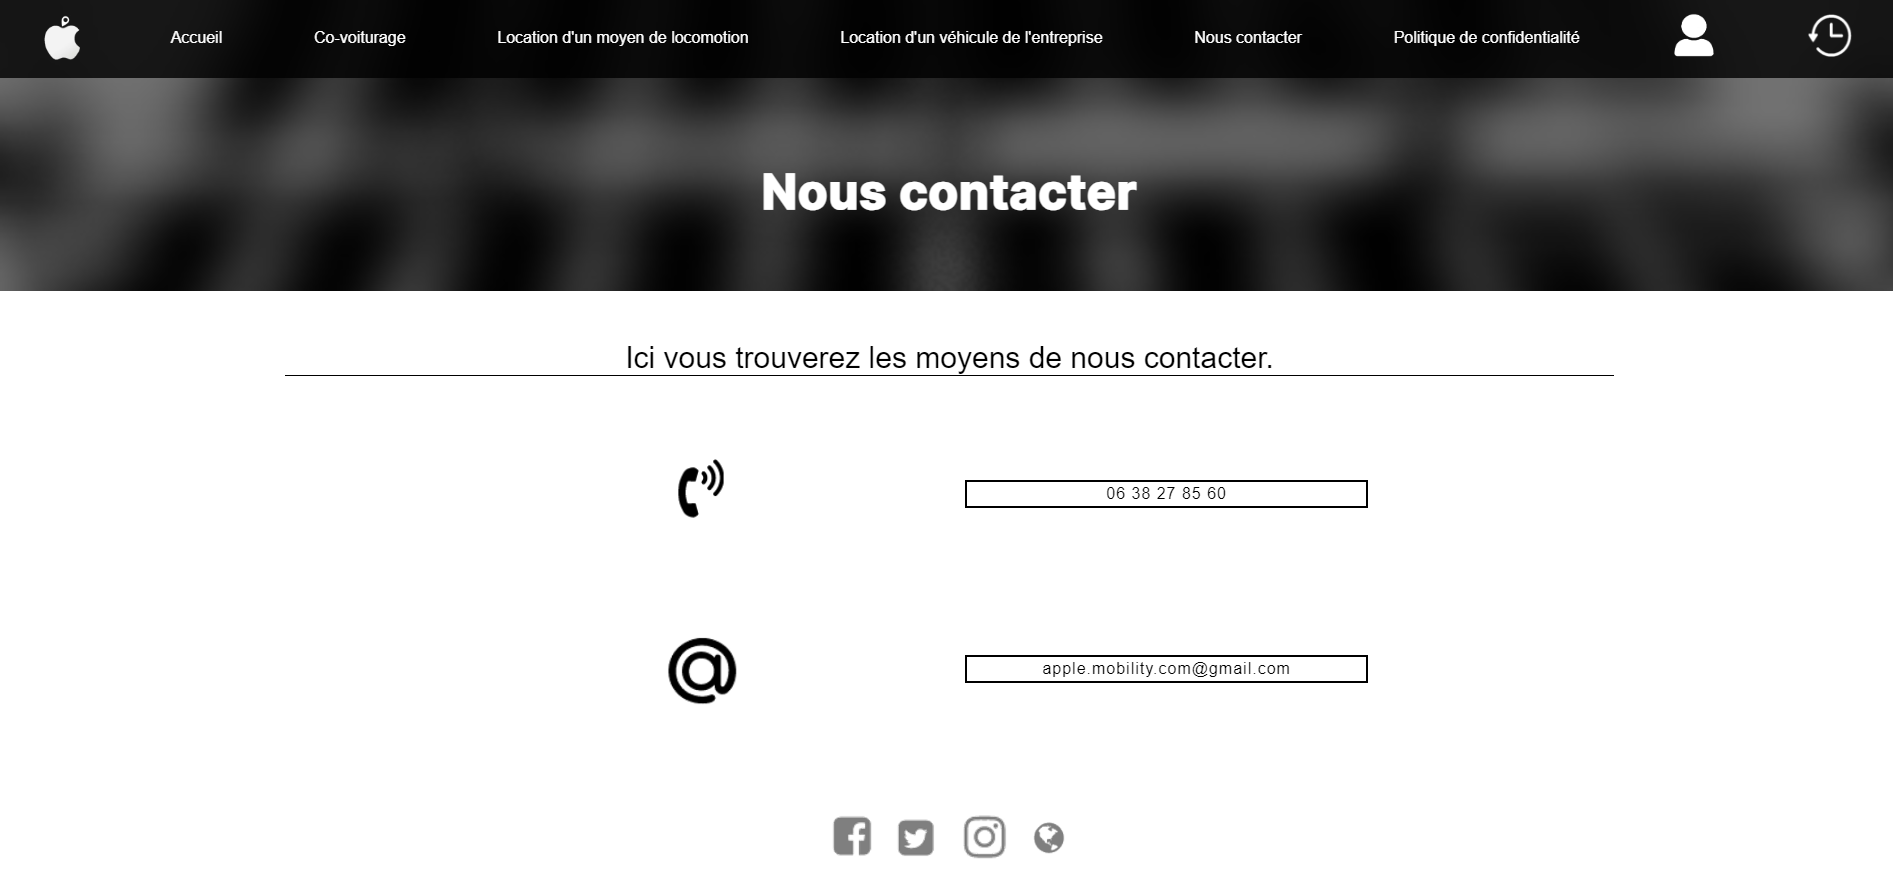 Accueil
Co-voiturage
Location d'un moyen de locomotion
Location d'un véhicule de l'entreprise
Nous contacter
Politique de confidentialité
Nous contacter
Ici vous trouverez les moyens de nous contacter.
06 38 27 85 60
apple.mobility.com@gmail.com